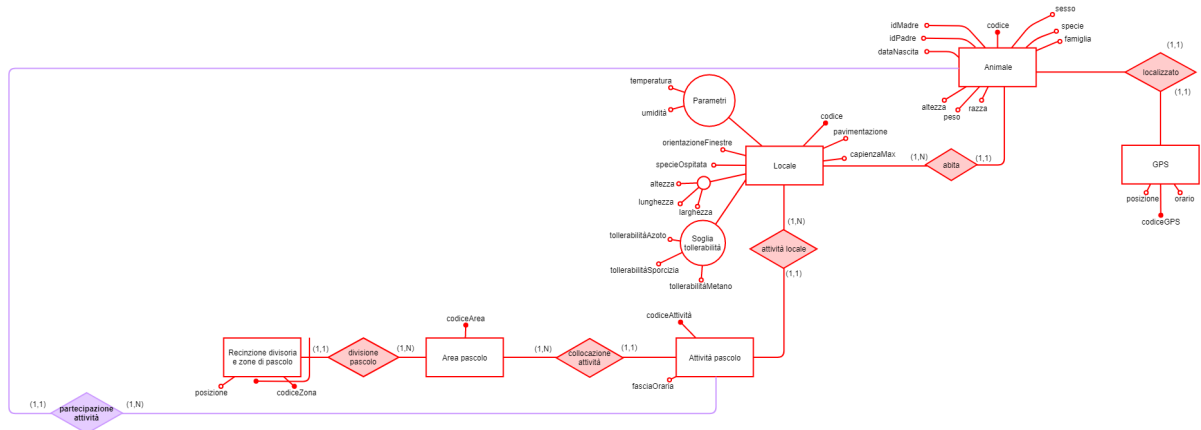 sesso
idMadre
codice
specie
idPadre
famiglia
dataNascita
(1,1)
Animale
localizzato
temperatura
(1,1)
Parametri
altezza
razza
peso
umidità
codice
pavimentazione
orientazioneFinestre
capienzaMax
specieOspitata
Locale
(1,N)
abita
(1,1)
GPS
altezza
lunghezza
larghezza
posizione
orario
codiceGPS
(1,N)
tollerabilitàAzoto
Soglia
tollerabilità
attività locale
tollerabilitàSporcizia
(1,1)
tollerabilitàMetano
codiceArea
codiceAttività
Recinzione divisoria
e zone di pascolo
(1,1)
divisione
pascolo
(1,N)
Area pascolo
(1,N)
collocazione
attività
(1,1)
Attività pascolo
posizione
codiceZona
fasciaOraria
(1,1)
partecipazione
attività
(1,N)